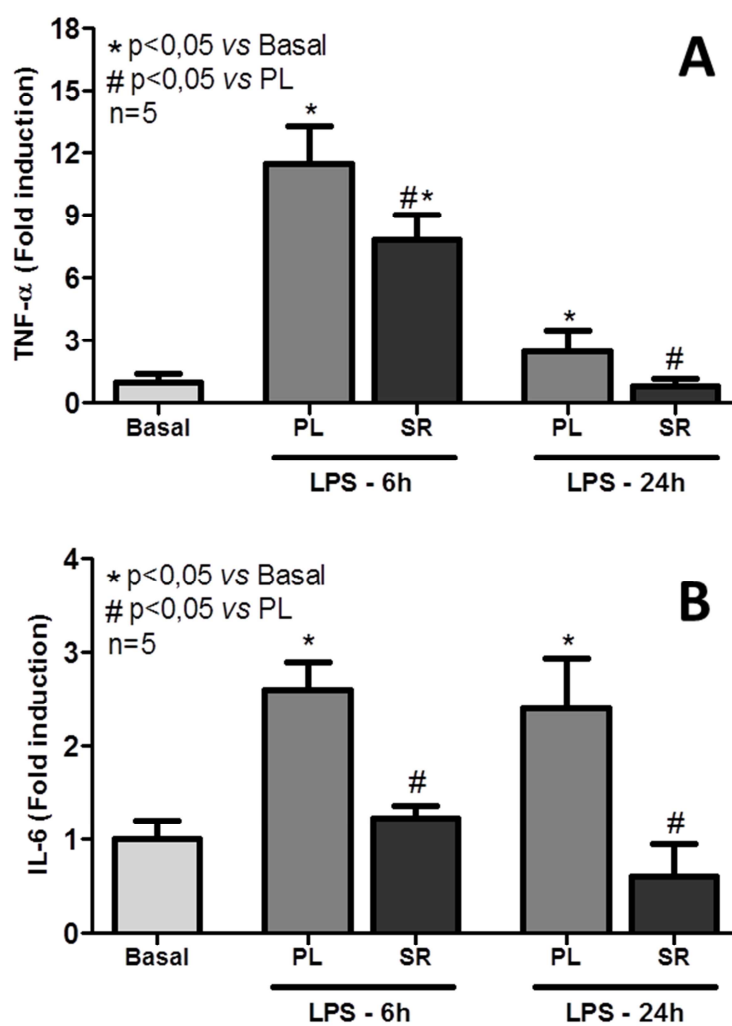 A
* p<0,05 vs Basal
# p<0,05 vs PL
n=5
TNF-α (Fold induction)
18
15
12
9
6
3
0
*
#*
*
#
Basal PL SR PL SR
LPS - 6h LPS - 24h
B
* p<0,05 vs Basal
# p<0,05 vs PL
n=5
IL-6 (Fold induction)
4
3
2
1
0
*
#
*
#
Basal PL SR PL SR
LPS - 6h LPS - 24h